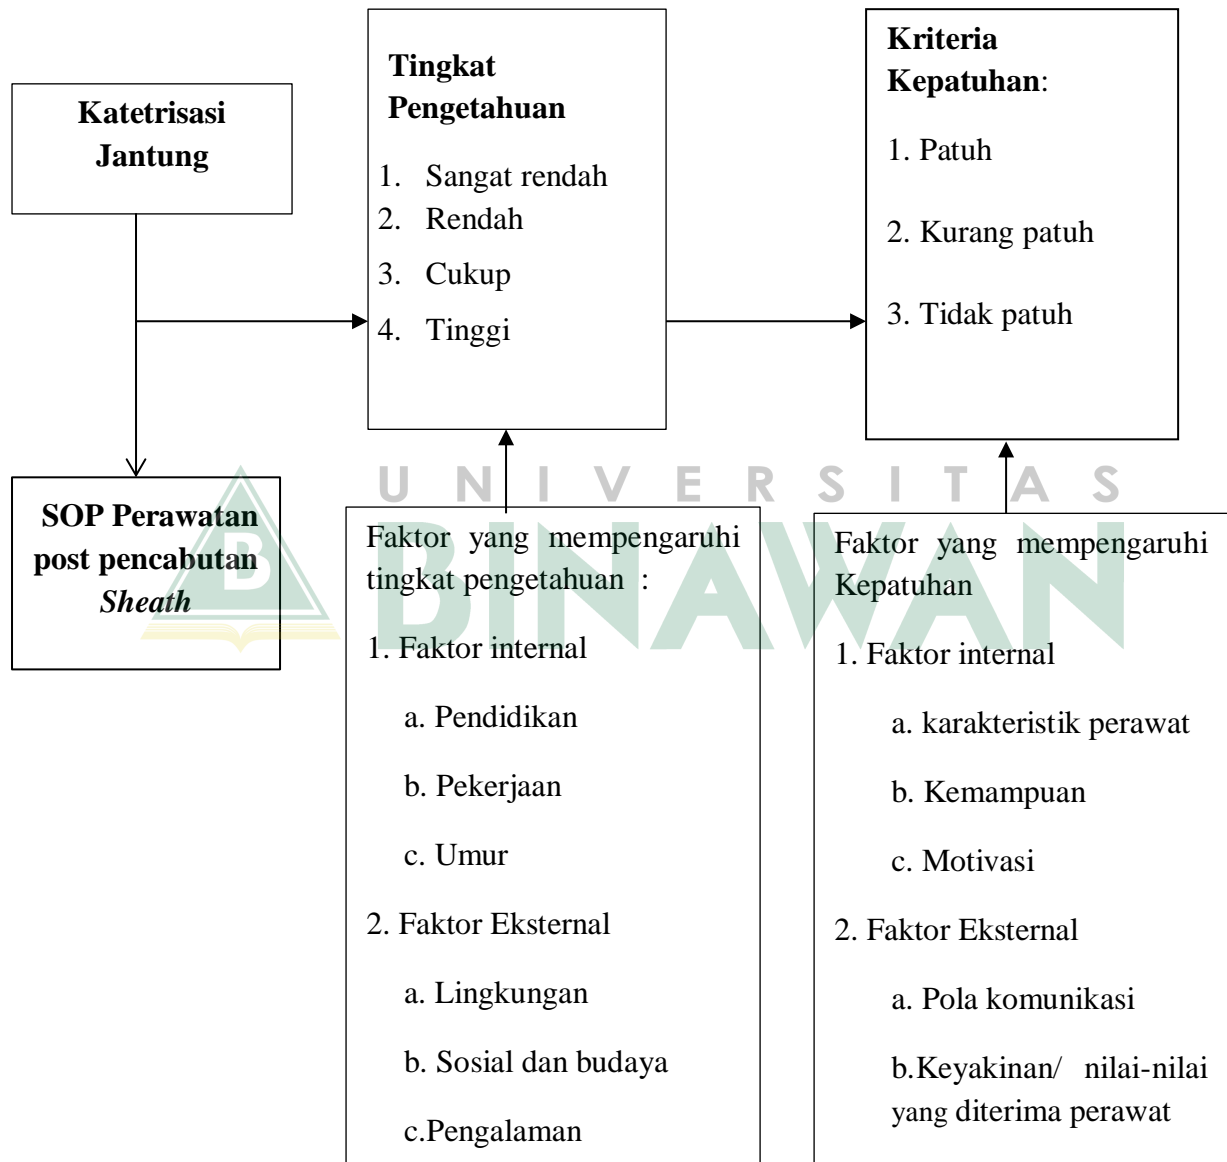 Katetrisasi
Jantung
SOP Perawatan
post pencabutan
Sheath
Tingkat
Pengetahuan
1. Sangat rendah
2. Rendah
3. Cukup
4. Tinggi
Kriteria
Kepatuhan:
1. Patuh
2. Kurang patuh
3. Tidak patuh
UNIVERSITAS
B BINAWAN
Faktor yang mempengaruhi
tingkat pengetahuan :
1. Faktor internal
a. Pendidikan
b. Pekerjaan
c. Umur
2. Faktor Eksternal
a. Lingkungan
b. Sosial dan budaya
c.Pengalaman
Faktor yang mempengaruhi
Kepatuhan
1. Faktor internal
a. karakteristik perawat
b. Kemampuan
c. Motivasi
2. Faktor Eksternal
a. Pola komunikasi
b.Keyakinan/ nilai-nilai
yang diterima perawat